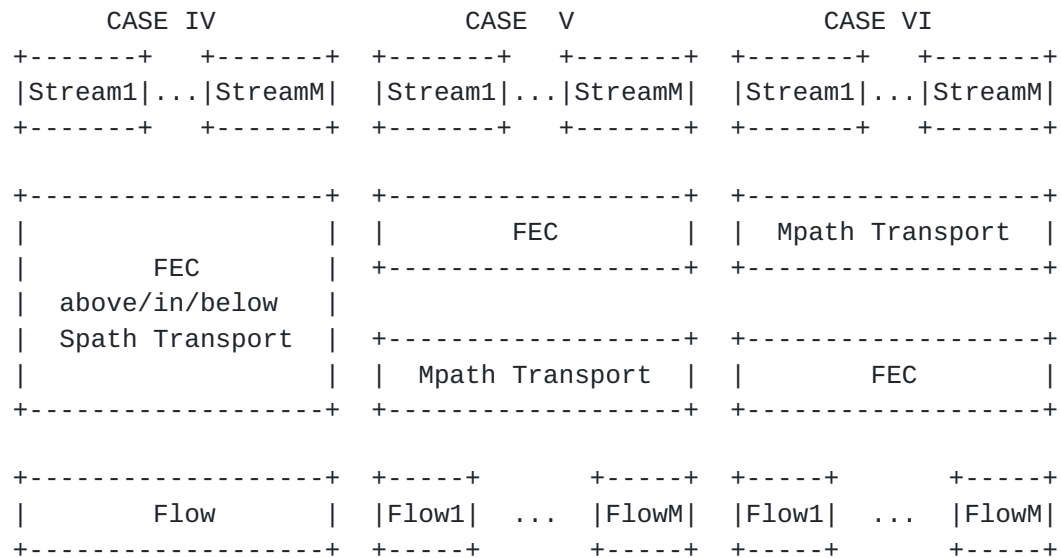 CASE IV CASE V CASE VI
+-------+ +-------+ +-------+ +-------+ +-------+ +-------+
|Stream1|...|StreamM| |Stream1|...|StreamM| |Stream1|...|StreamM|
+-------+ +-------+ +-------+ +-------+ +-------+ +-------+
+------------------+ +------------------+ +------------------+
| | | FEC | | Mpath Transport |
| FEC | +------------------+ +------------------+
| above/in/below |
| Spath Transport | +------------------+ +------------------+
| | | Mpath Transport | | FEC |
+------------------+ +------------------+ +------------------+
+------------------+ +-----+ +-----+ +-----+ +-----+
| Flow | |Flow1| ... |FlowM| |Flow1| ... |FlowM|
+------------------+ +-----+ +-----+ +-----+ +-----+